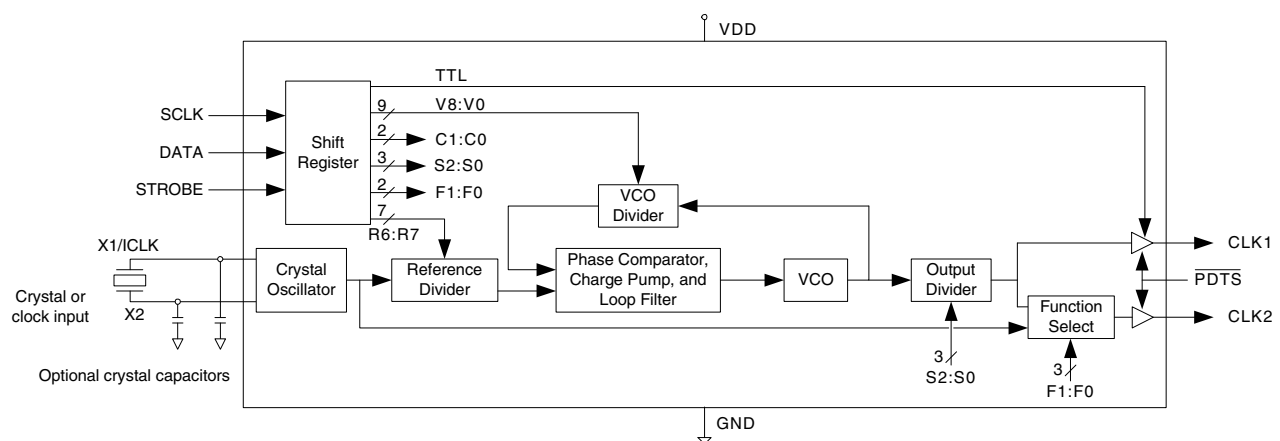 VDD
TTL
9
V8:V0
SCLK
2
C1:C0
Shift
Register
DATA
3
S2:S0
STROBE
2
F1:F0
7
R6:R7
VCO
Divider
X1/ICLK
CLK1
Crystal
Oscillator
Reference
Divider
Phase Comparator,
Charge Pump, and
Loop Filter
VCO
Output
Divider
PDTS
Crystal or
clock input
X2
Function
Select
CLK2
3
S2:S0
3
F1:F0
Optional crystal capacitors
GND